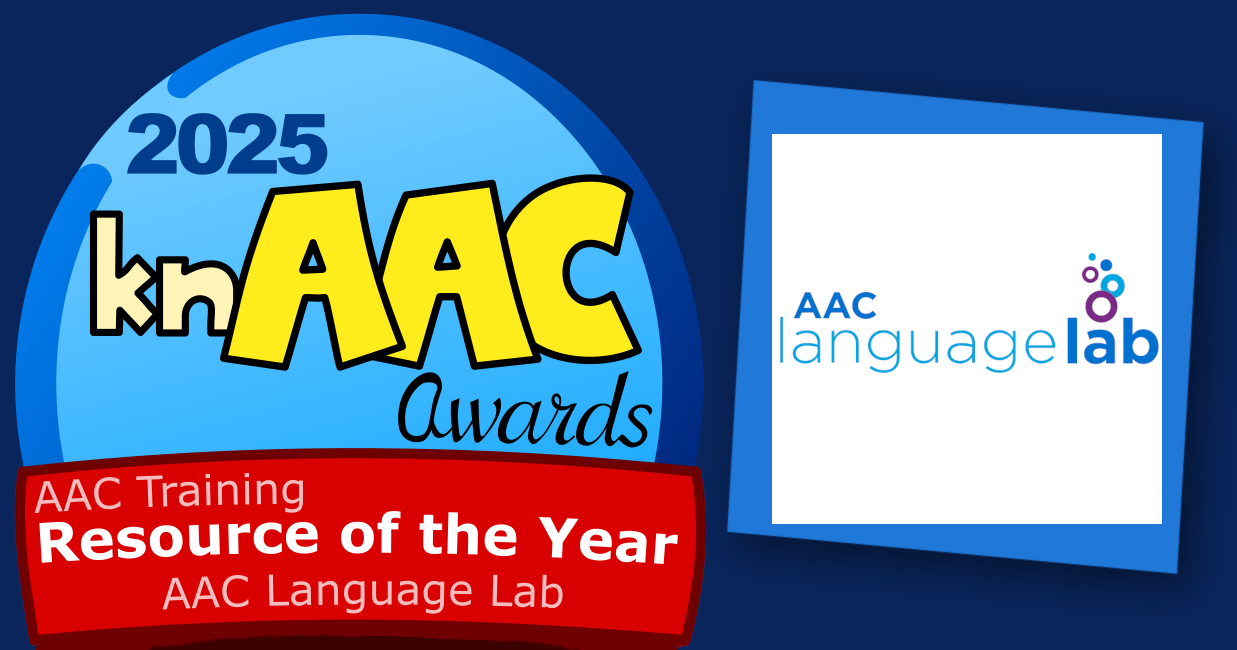 2025
knAAC
Awards
AAC Training
Resource of the Year
AAC Language Lab
AAC
languagelab